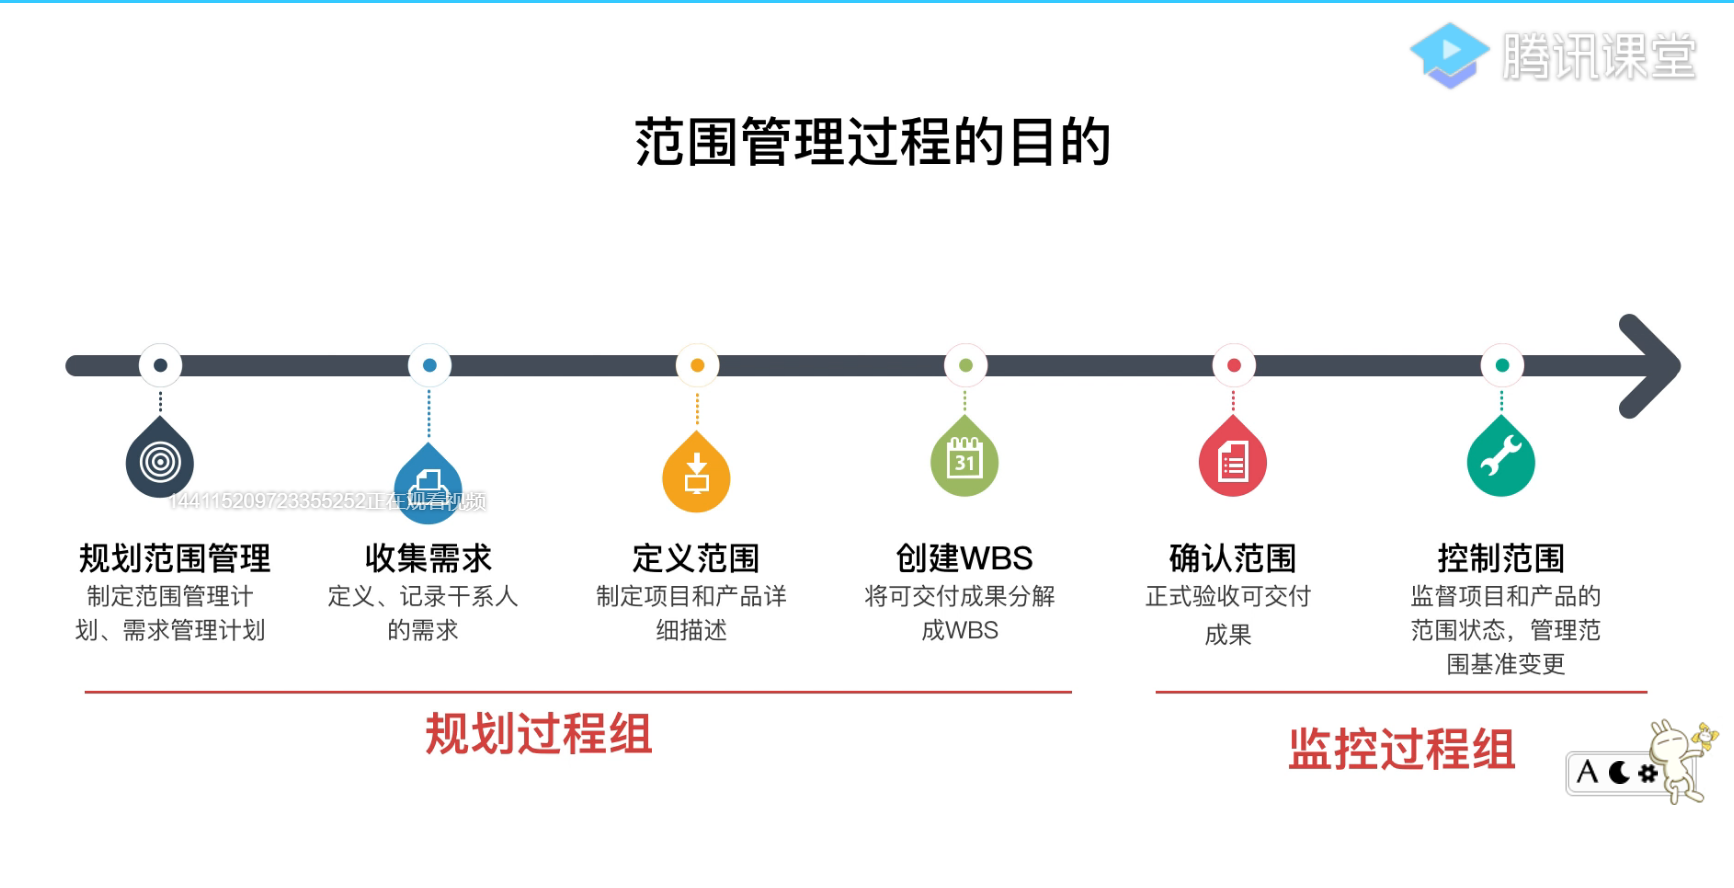 腾讯课堂
范围管理过程的目的
31
144115209723355252正在观看视频
规划范围管理
制定范围管理计
划、需求管理计划
收集需求
定义、记录干系人
的需求
定义范围
制定项目和产品详
细描述
创建WBS
将可交付成果分解
成WBS
确认范围
正式验收可交付
成果
控制范围
监督项目和产品的
范围状态，管理范
围基准变更
规划过程组
监控过程组
A